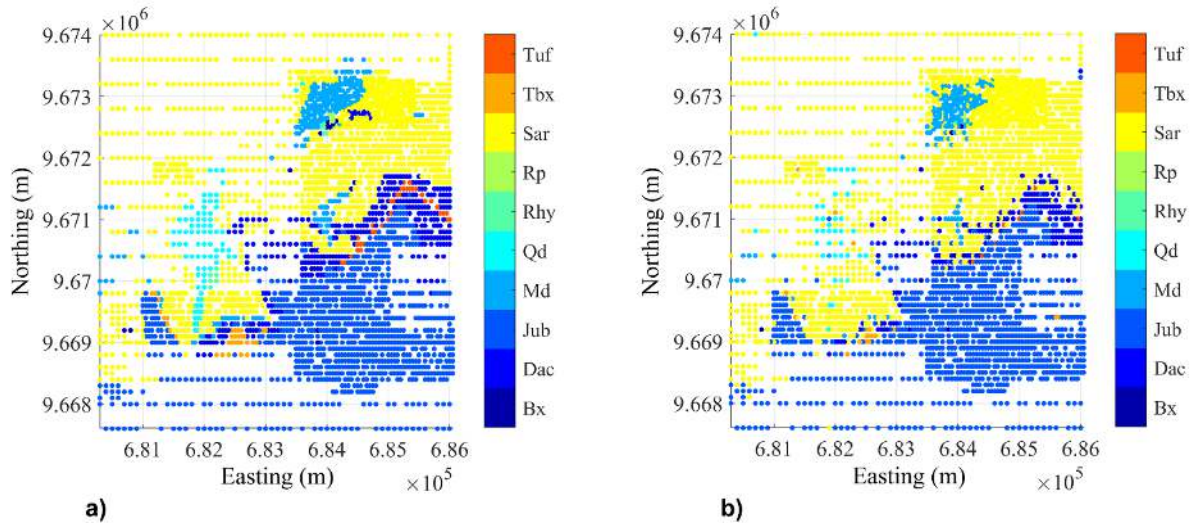 ×10⁶
9.674
9.673
9.672
9.671
9.67
9.669
9.668
Northing (m)
6.81 6.82 6.83 6.84 6.85 6.86
Easting (m)
×10⁵
Tuf
Tbx
Sar
Rp
Rhy
Qd
Md
Jub
Dac
Bx
a)
×10⁶
9.674
9.673
9.672
9.671
9.67
9.669
9.668
Northing (m)
6.81 6.82 6.83 6.84 6.85 6.86
Easting (m)
×10⁵
Tuf
Tbx
Sar
Rp
Rhy
Qd
Md
Jub
Dac
Bx
b)